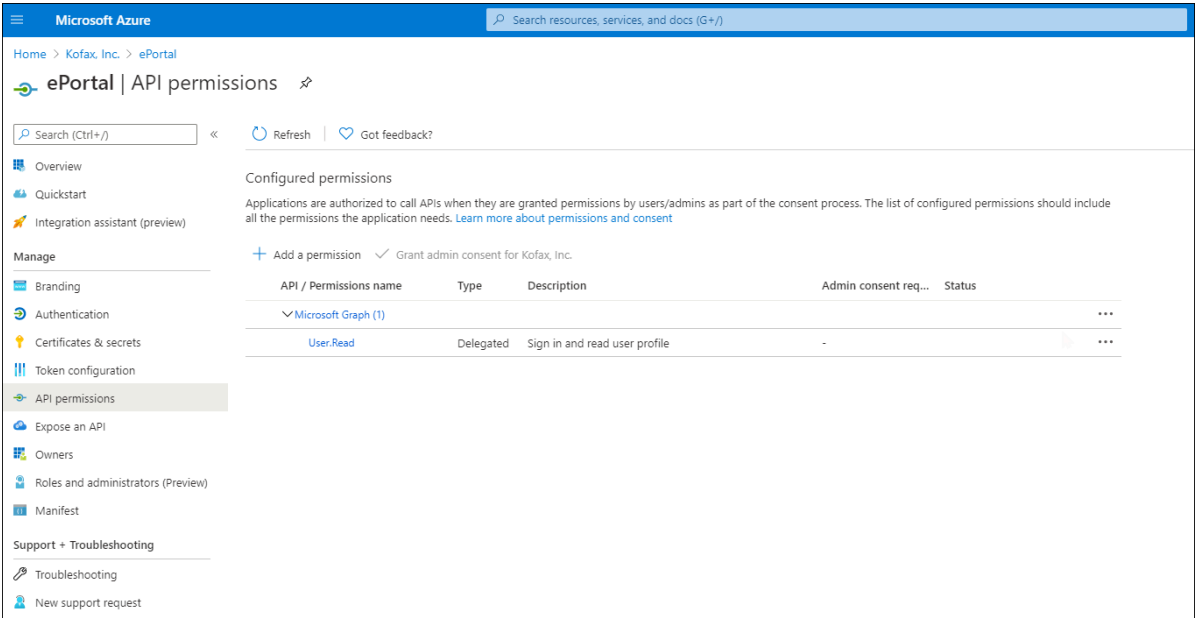 Microsoft Azure
Search resources, services, and docs (G+/)
Home > Kofax, Inc. > ePortal
ePortal | API permissions
Search (Ctrl+/)
«
Refresh
Got feedback?
Overview
Quickstart
Integration assistant (preview)
Manage
Branding
Authentication
Certificates & secrets
Token configuration
API permissions
Expose an API
Owners
Roles and administrators (Preview)
Manifest
Support + Troubleshooting
Troubleshooting
New support request
Configured permissions
Applications are authorized to call APIs when they are granted permissions by users/admins as part of the consent process. The list of configured permissions should include
all the permissions the application needs. Learn more about permissions and consent
Add a permission Grant admin consent for Kofax, Inc.
API / Permissions name Type Description Admin consent req... Status
Microsoft Graph (1) ...
User.Read Delegated Sign in and read user profile - ...